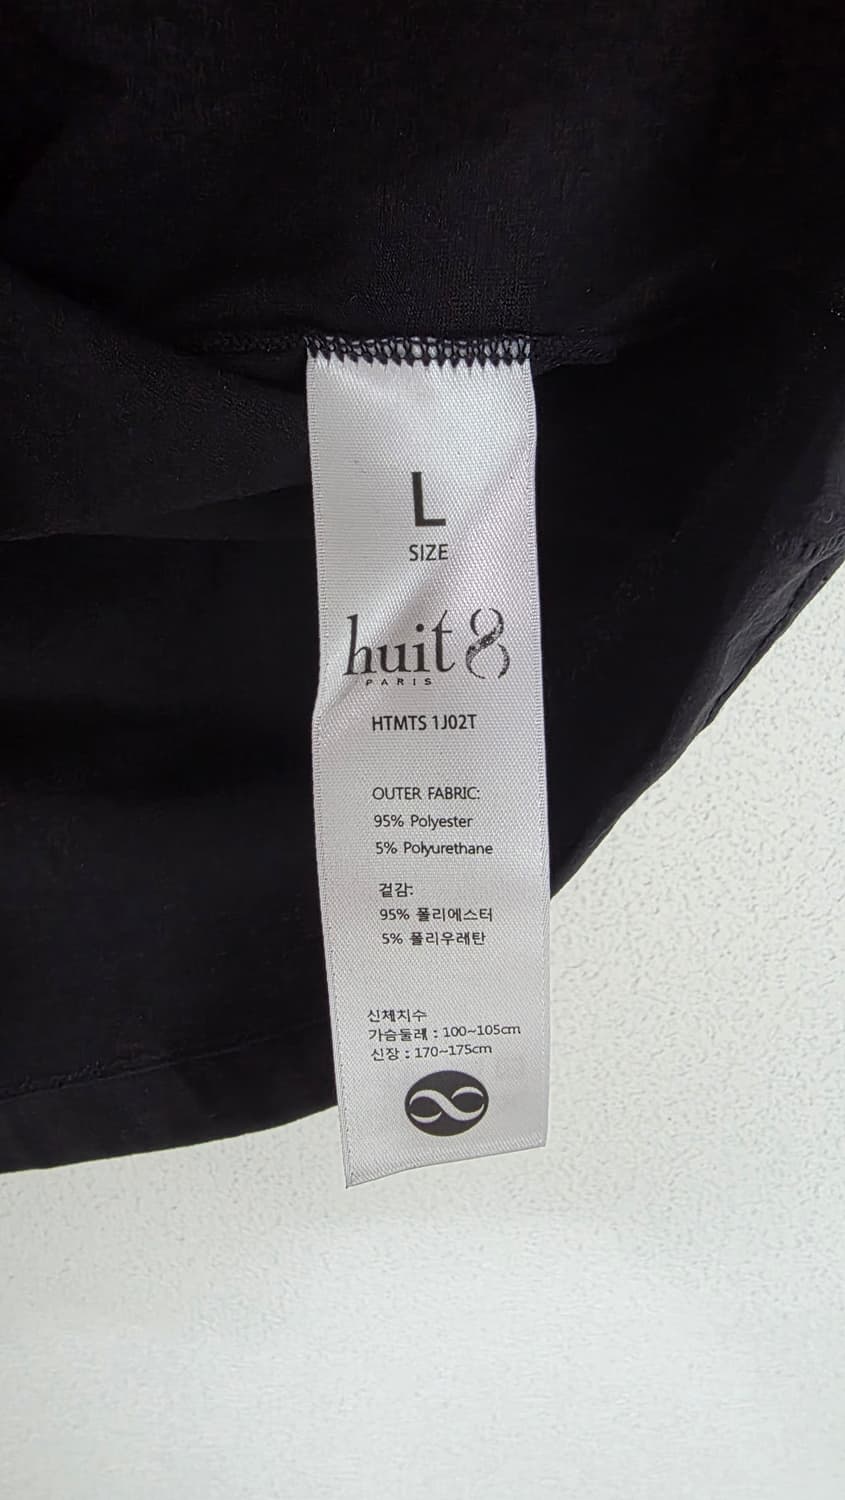 L
SIZE
huit 8
PARIS
HTMTS 1J02T
OUTER FABRIC:
95% Polyester
5% Polyurethane
겉감:
95% 폴리에스터
5% 폴리우레탄
신체치수
가슴둘레 : 100~105cm
신장 : 170~175cm